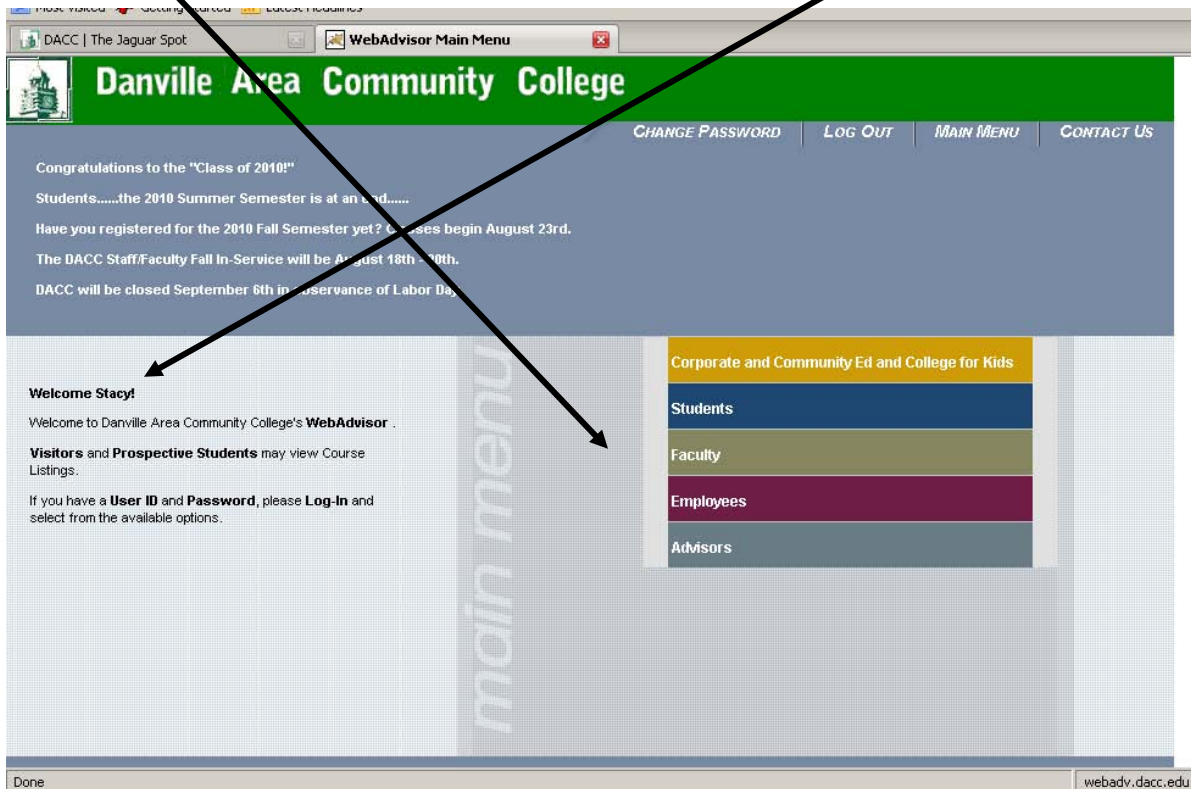 Most Visited Getting Started Latest Headlines
DACC | The Jaguar Spot WebAdvisor Main Menu
Danville Area Community College
CHANGE PASSWORD LOG OUT MAIN MENU CONTACT US
Congratulations to the "Class of 2010!"
Students......the 2010 Summer Semester is at an end......
Have you registered for the 2010 Fall Semester yet? Classes begin August 23rd.
The DACC Staff/Faculty Fall In-Service will be August 18th - 20th.
DACC will be closed September 6th in observance of Labor Day.
Welcome Stacy!
Welcome to Danville Area Community College's WebAdvisor .
Visitors and Prospective Students may view Course
Listings.
If you have a User ID and Password, please Log-In and
select from the available options.
main menu
Corporate and Community Ed and College for Kids
Students
Faculty
Employees
Advisors
Done webadv.dacc.edu